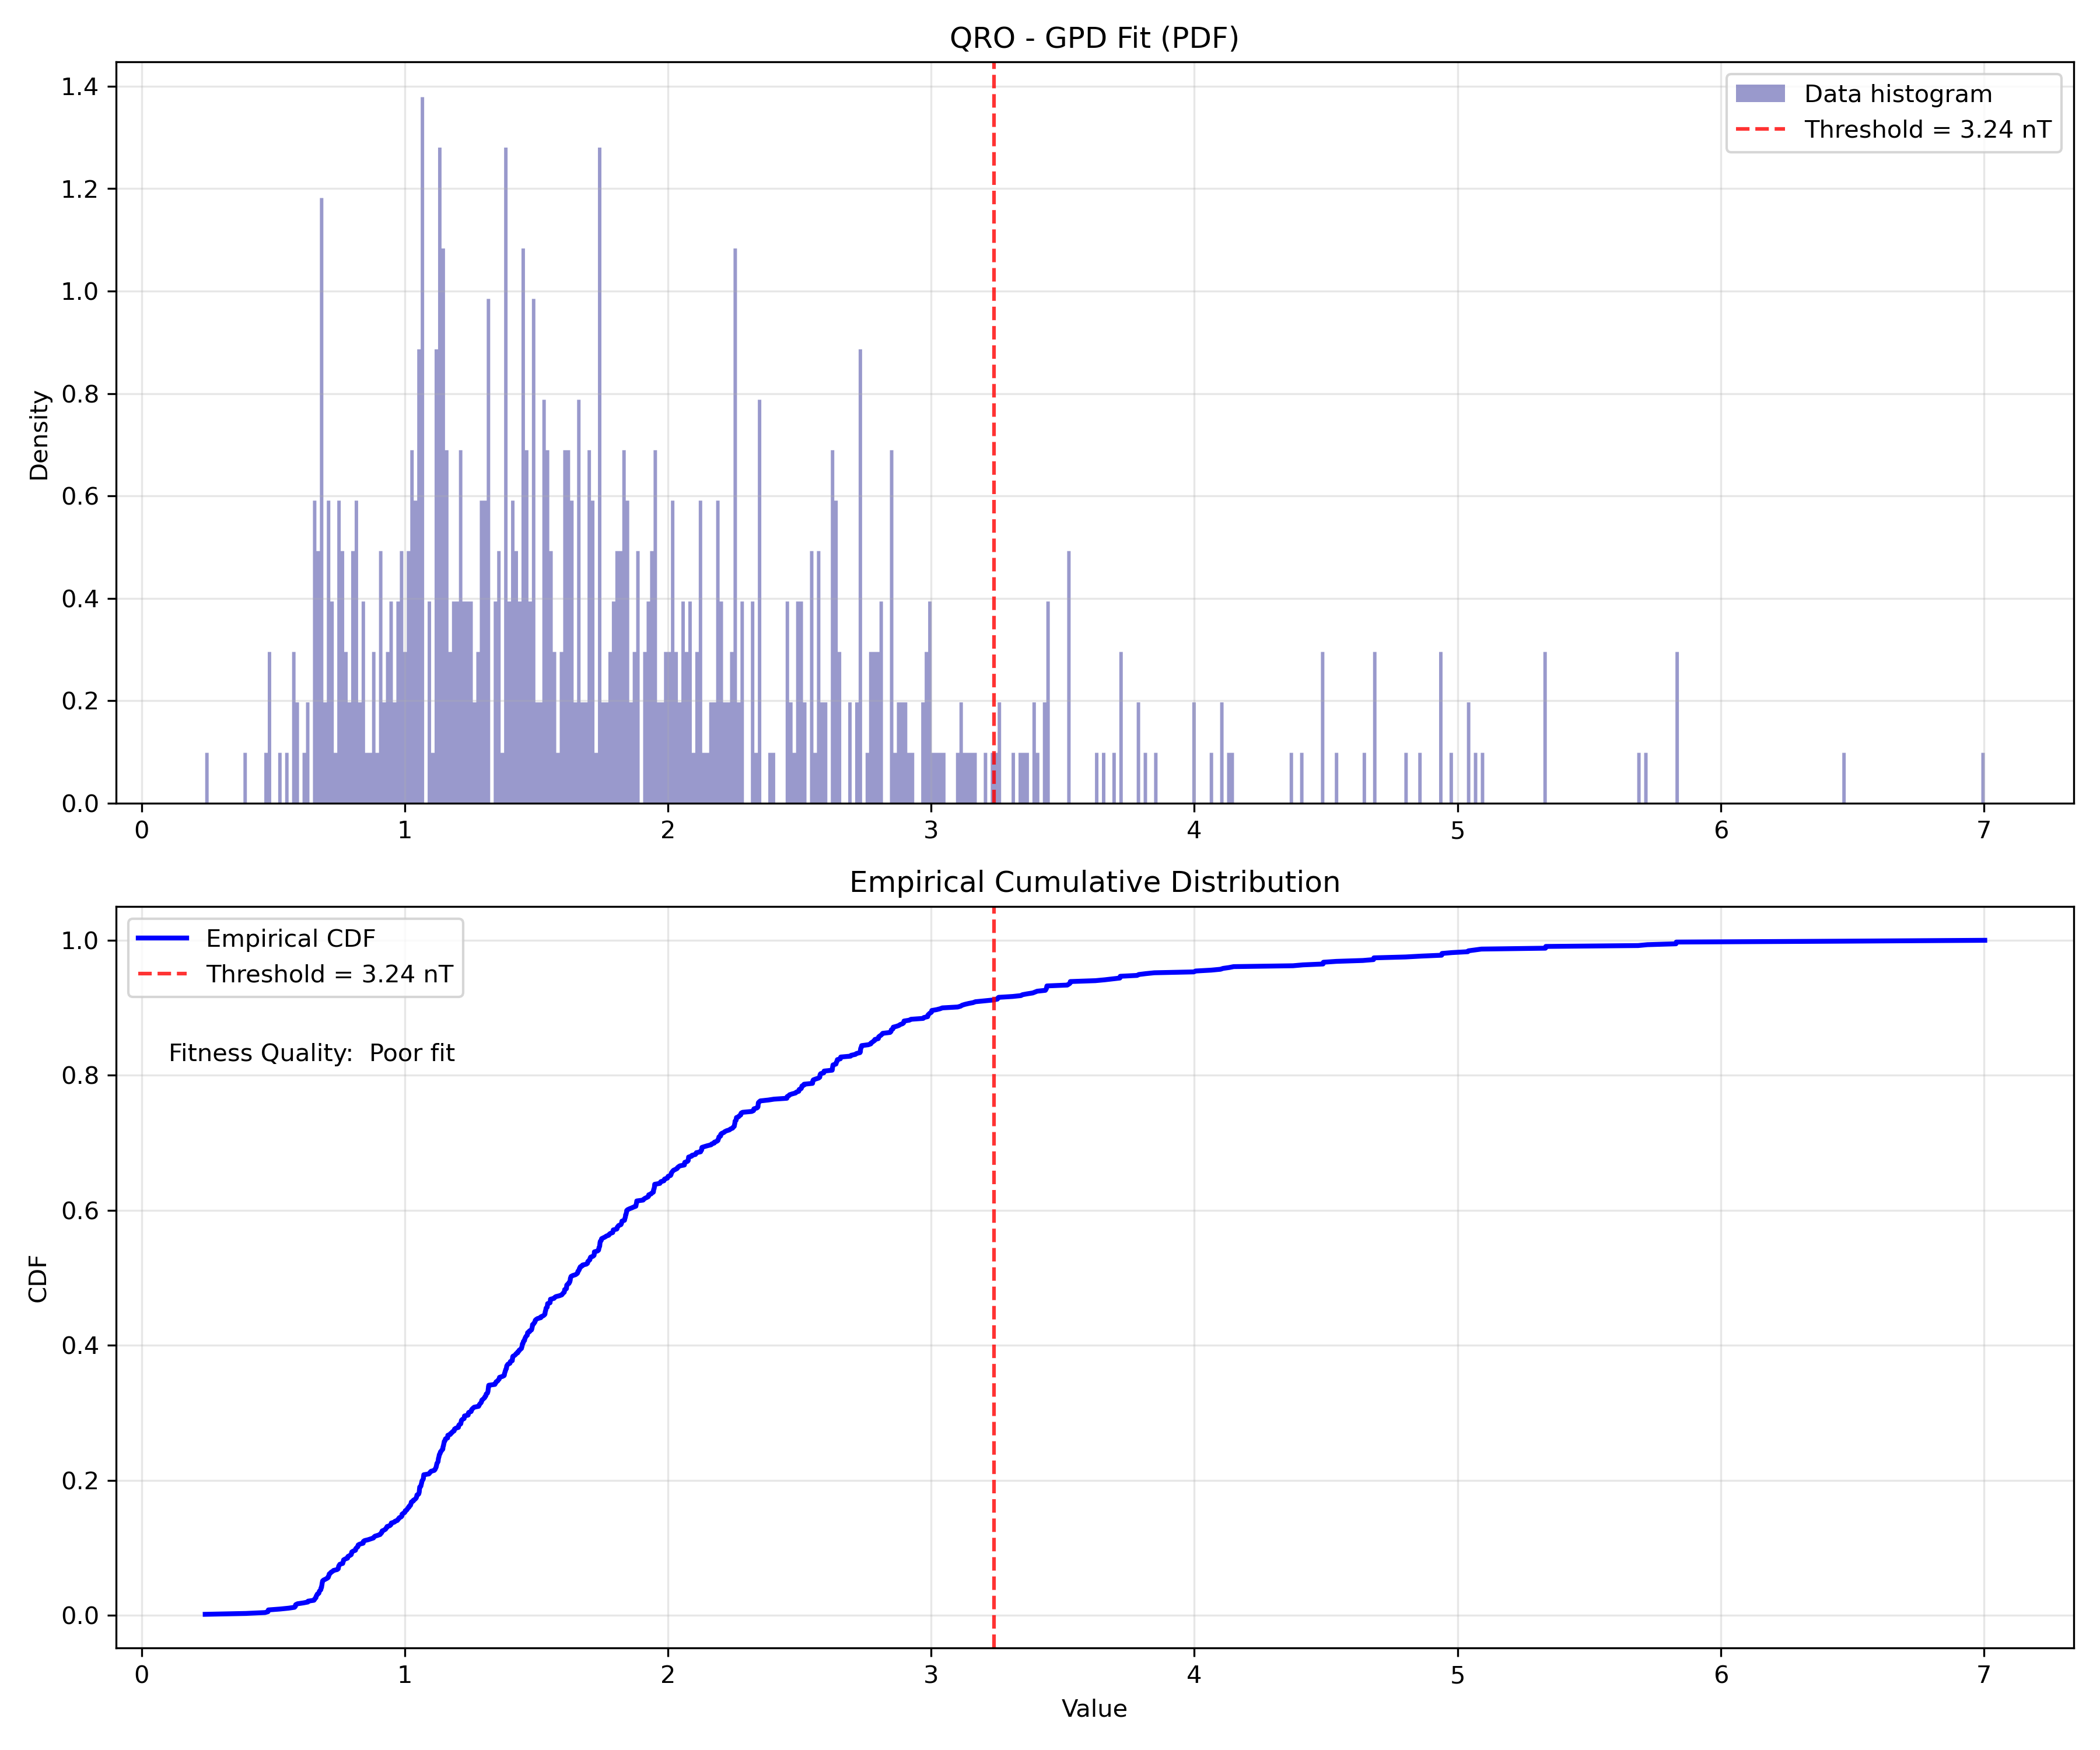 QRO - GPD Fit (PDF)
Density
1.4
1.2
1.0
0.8
0.6
0.4
0.2
0.0
0 1 2 3 4 5 6 7
Data histogram
Threshold = 3.24 nT
Empirical Cumulative Distribution
CDF
1.0
0.8
0.6
0.4
0.2
0.0
Empirical CDF
Threshold = 3.24 nT
Fitness Quality:  Poor fit
0 1 2 3 4 5 6 7
Value